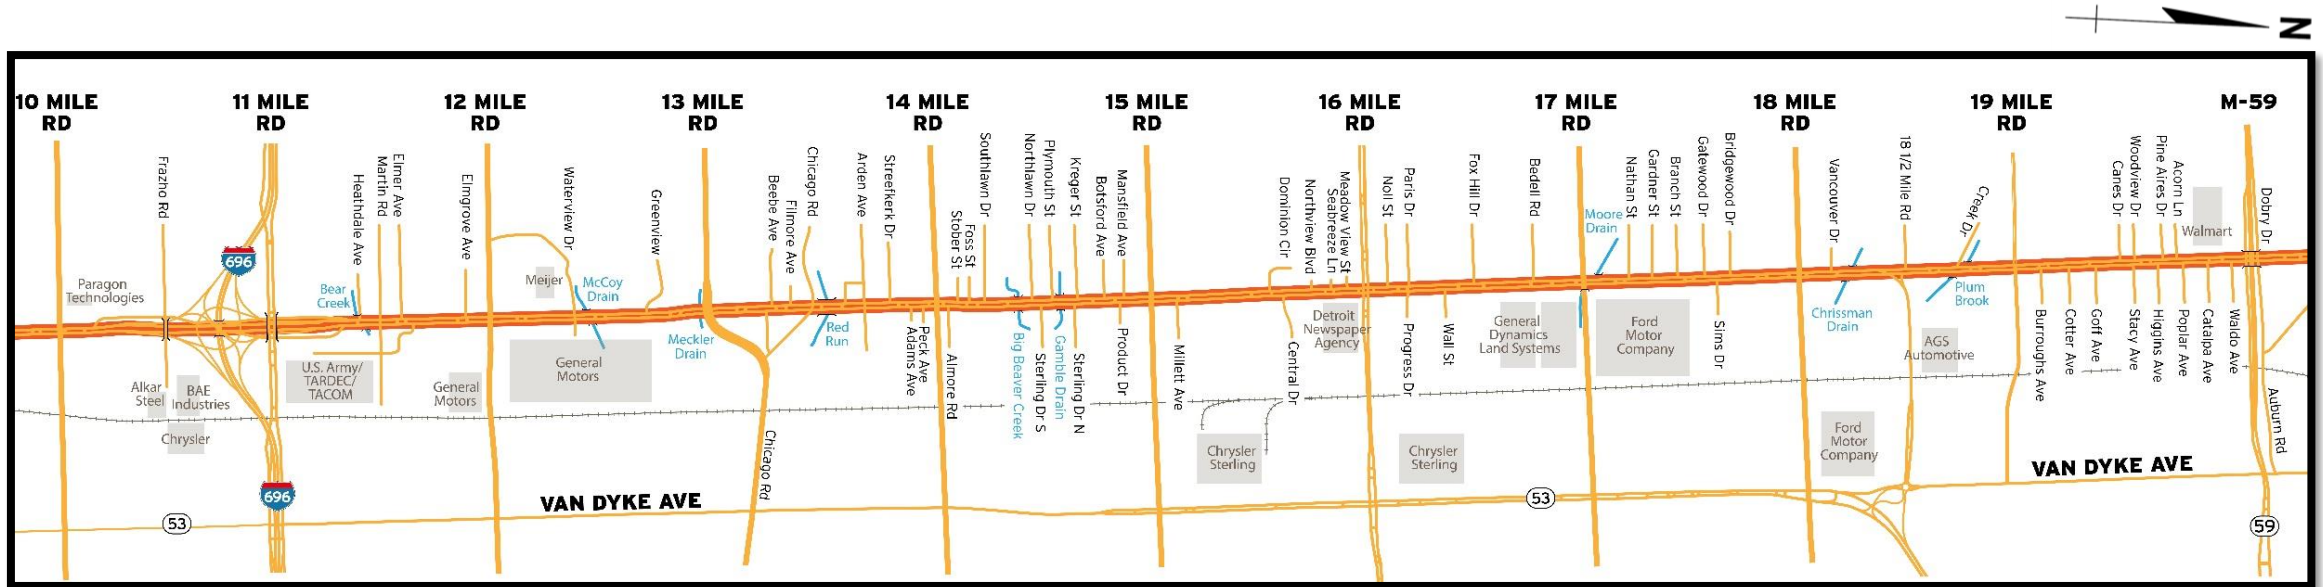 N
10 MILE
RD
11 MILE
RD
12 MILE
RD
13 MILE
RD
14 MILE
RD
15 MILE
RD
16 MILE
RD
17 MILE
RD
18 MILE
RD
19 MILE
RD
M-59
Frazho Rd
Heathdale Ave
Martin Rd
Elmer Ave
Elmgrove Ave
Waterview Dr
Greenview
Beebe Ave
Filmore Ave
Chicago Rd
Arden Ave
Streefkerk Dr
Stober St
Foss St
Southlawn Dr
Northlawn Dr
Plymouth St
Kreger St
Botsford Ave
Mansfield Ave
Dominion Cir
Northview Blvd
Seabreeze Ln
Meadow View St
Noll St
Paris Dr
Fox Hill Dr
Bedell Rd
Moore
Drain
Nathan St
Gardner St
Branch St
Gatewood Dr
Bridgewood Dr
Vancouver Dr
18 1/2 Mile Rd
Creek Dr
Canes Dr
Woodview Dr
Pine Aires Dr
Acorn Ln
Walmart
Dobry Dr
696
Paragon
Technologies
Bear
Creek
Meijer
McCoy
Drain
Meckler
Drain
Red
Run
Alkar
Steel
BAE
Industries
Chrysler
U.S. Army/
TARDEC/
TACOM
General
Motors
General
Motors
Adams Ave
Peck Ave
Almore Rd
Big Beaver Creek
Sterling Dr S
Gamble Drain
Sterling Dr N
Product Dr
Millett Ave
Central Dr
Detroit
Newspaper
Agency
Progress Dr
Wall St
General
Dynamics
Land Systems
Ford
Motor
Company
Sims Dr
Chrissman
Drain
Plum
Brook
AGS
Automotive
Burroughs Ave
Cotter Ave
Goff Ave
Stacy Ave
Higgins Ave
Poplar Ave
Catalpa Ave
Waldo Ave
Auburn Rd
Chicago Rd
Chrysler
Sterling
Chrysler
Sterling
Ford
Motor
Company
696
53
VAN DYKE AVE
53
VAN DYKE AVE
59